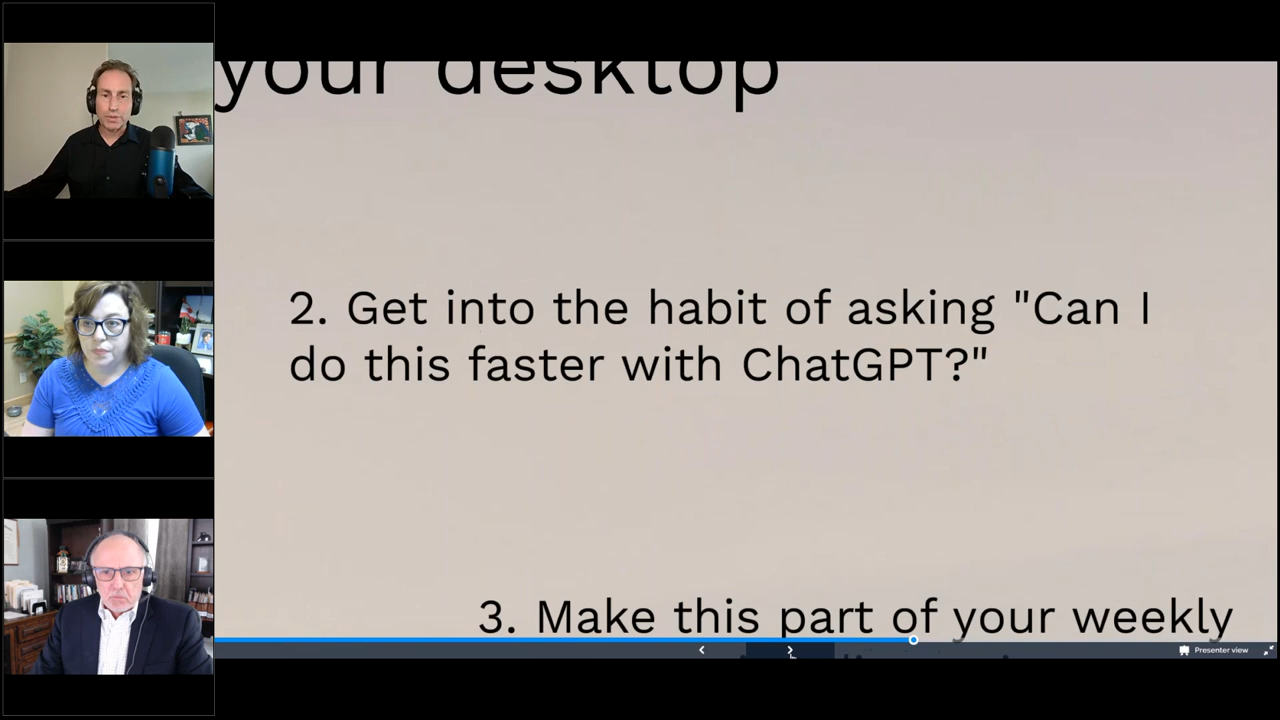 your desktop
2. Get into the habit of asking "Can I
do this faster with ChatGPT?"
3. Make this part of your weekly
Presenter view